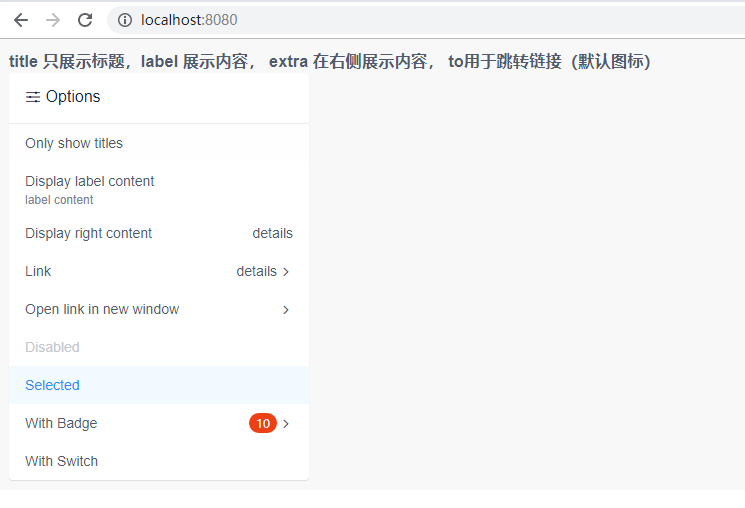 localhost:8080
title 只展示标题，label 展示内容， extra 在右侧展示内容， to用于跳转链接（默认图标）
Options
Only show titles
Display label content
label content
Display right content details
Link details
Open link in new window
Disabled
Selected
With Badge 10
With Switch